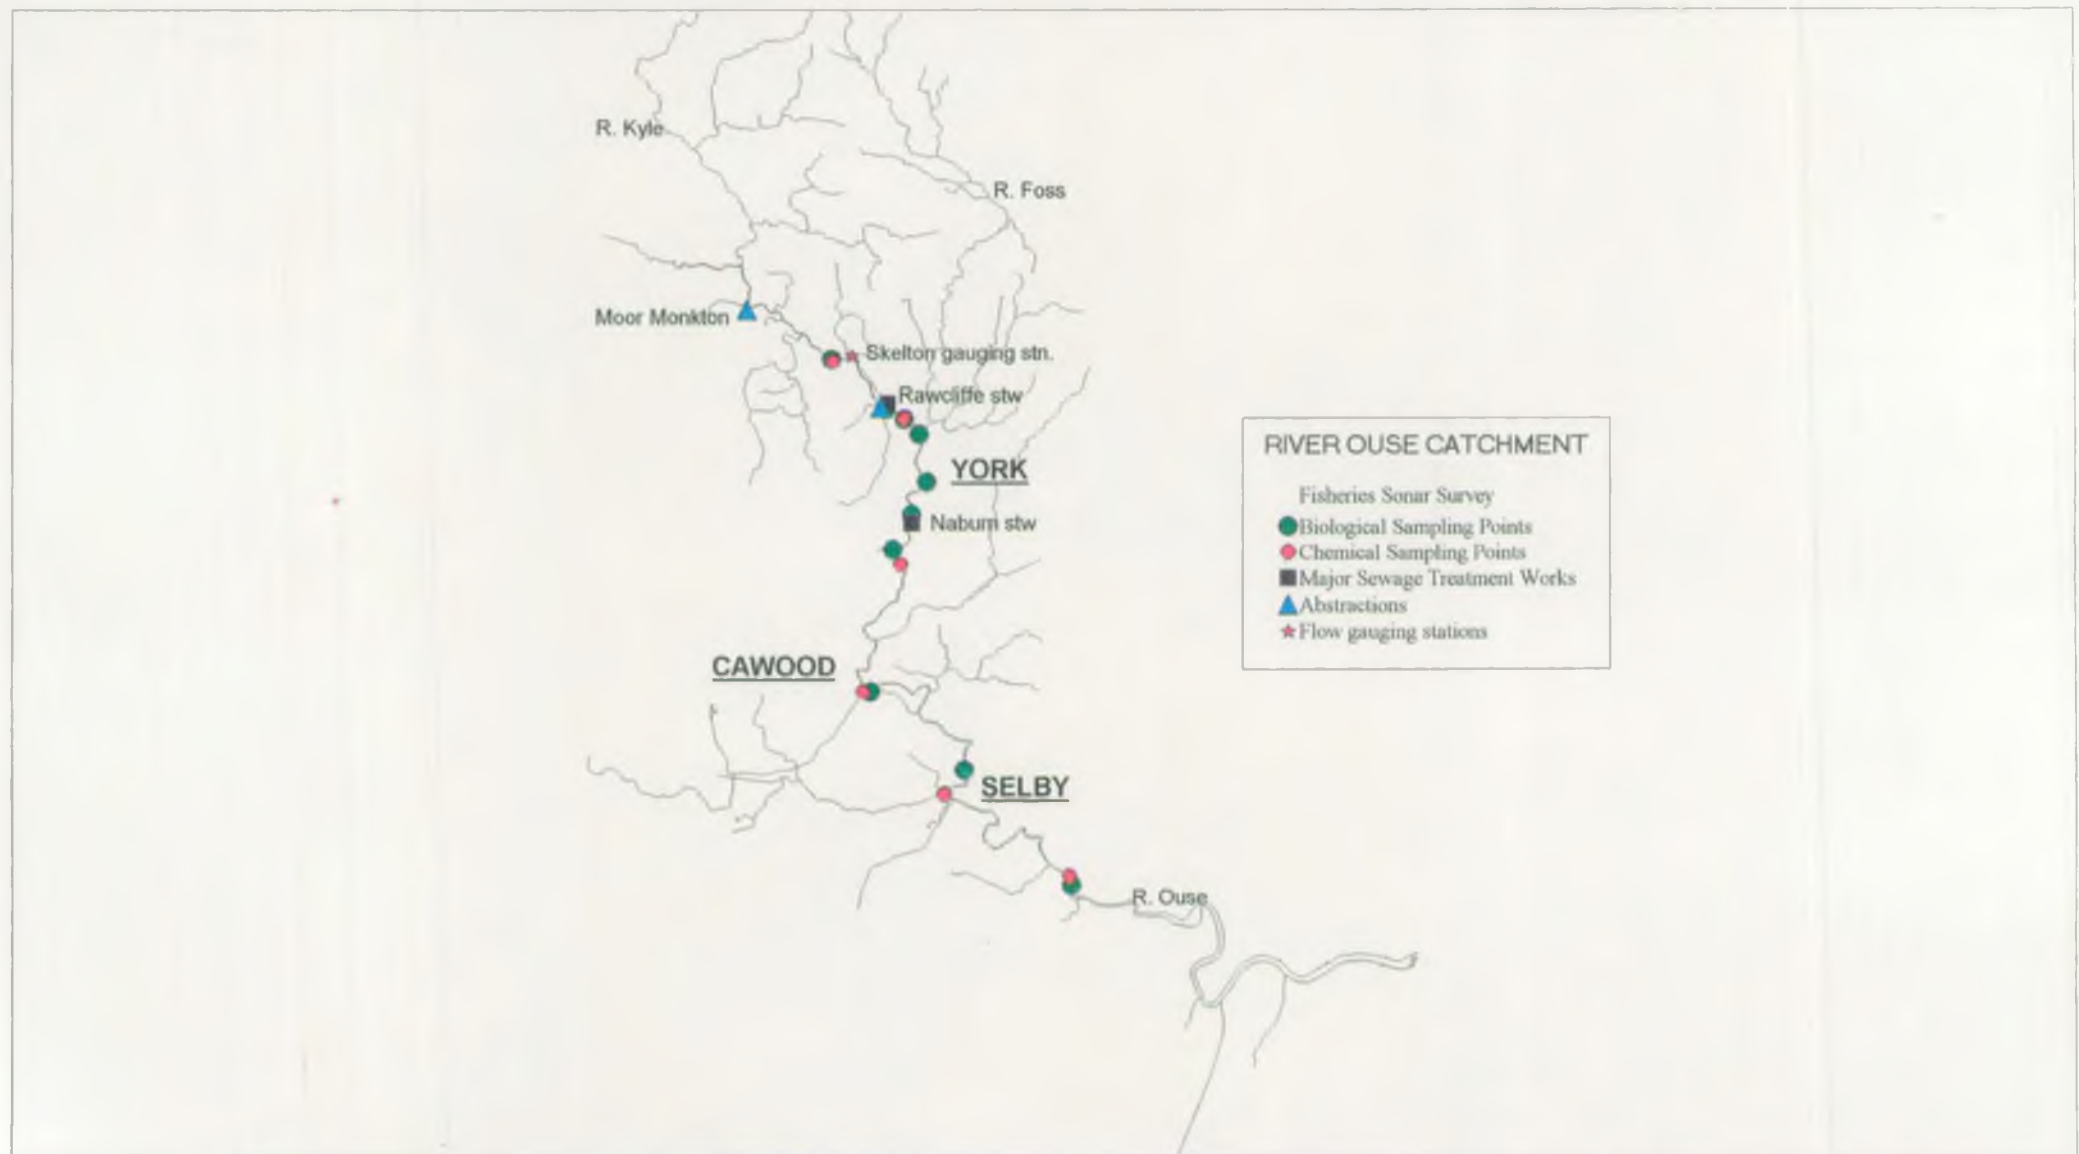 R. Kyle
R. Foss
Moor Monkton
Skelton gauging stn.
Rawcliffe stw
YORK
Naburn stw
CAWOOD
SELBY
R. Ouse
RIVER OUSE CATCHMENT
Fisheries Sonar Survey
Biological Sampling Points
Chemical Sampling Points
Major Sewage Treatment Works
Abstractions
Flow gauging stations